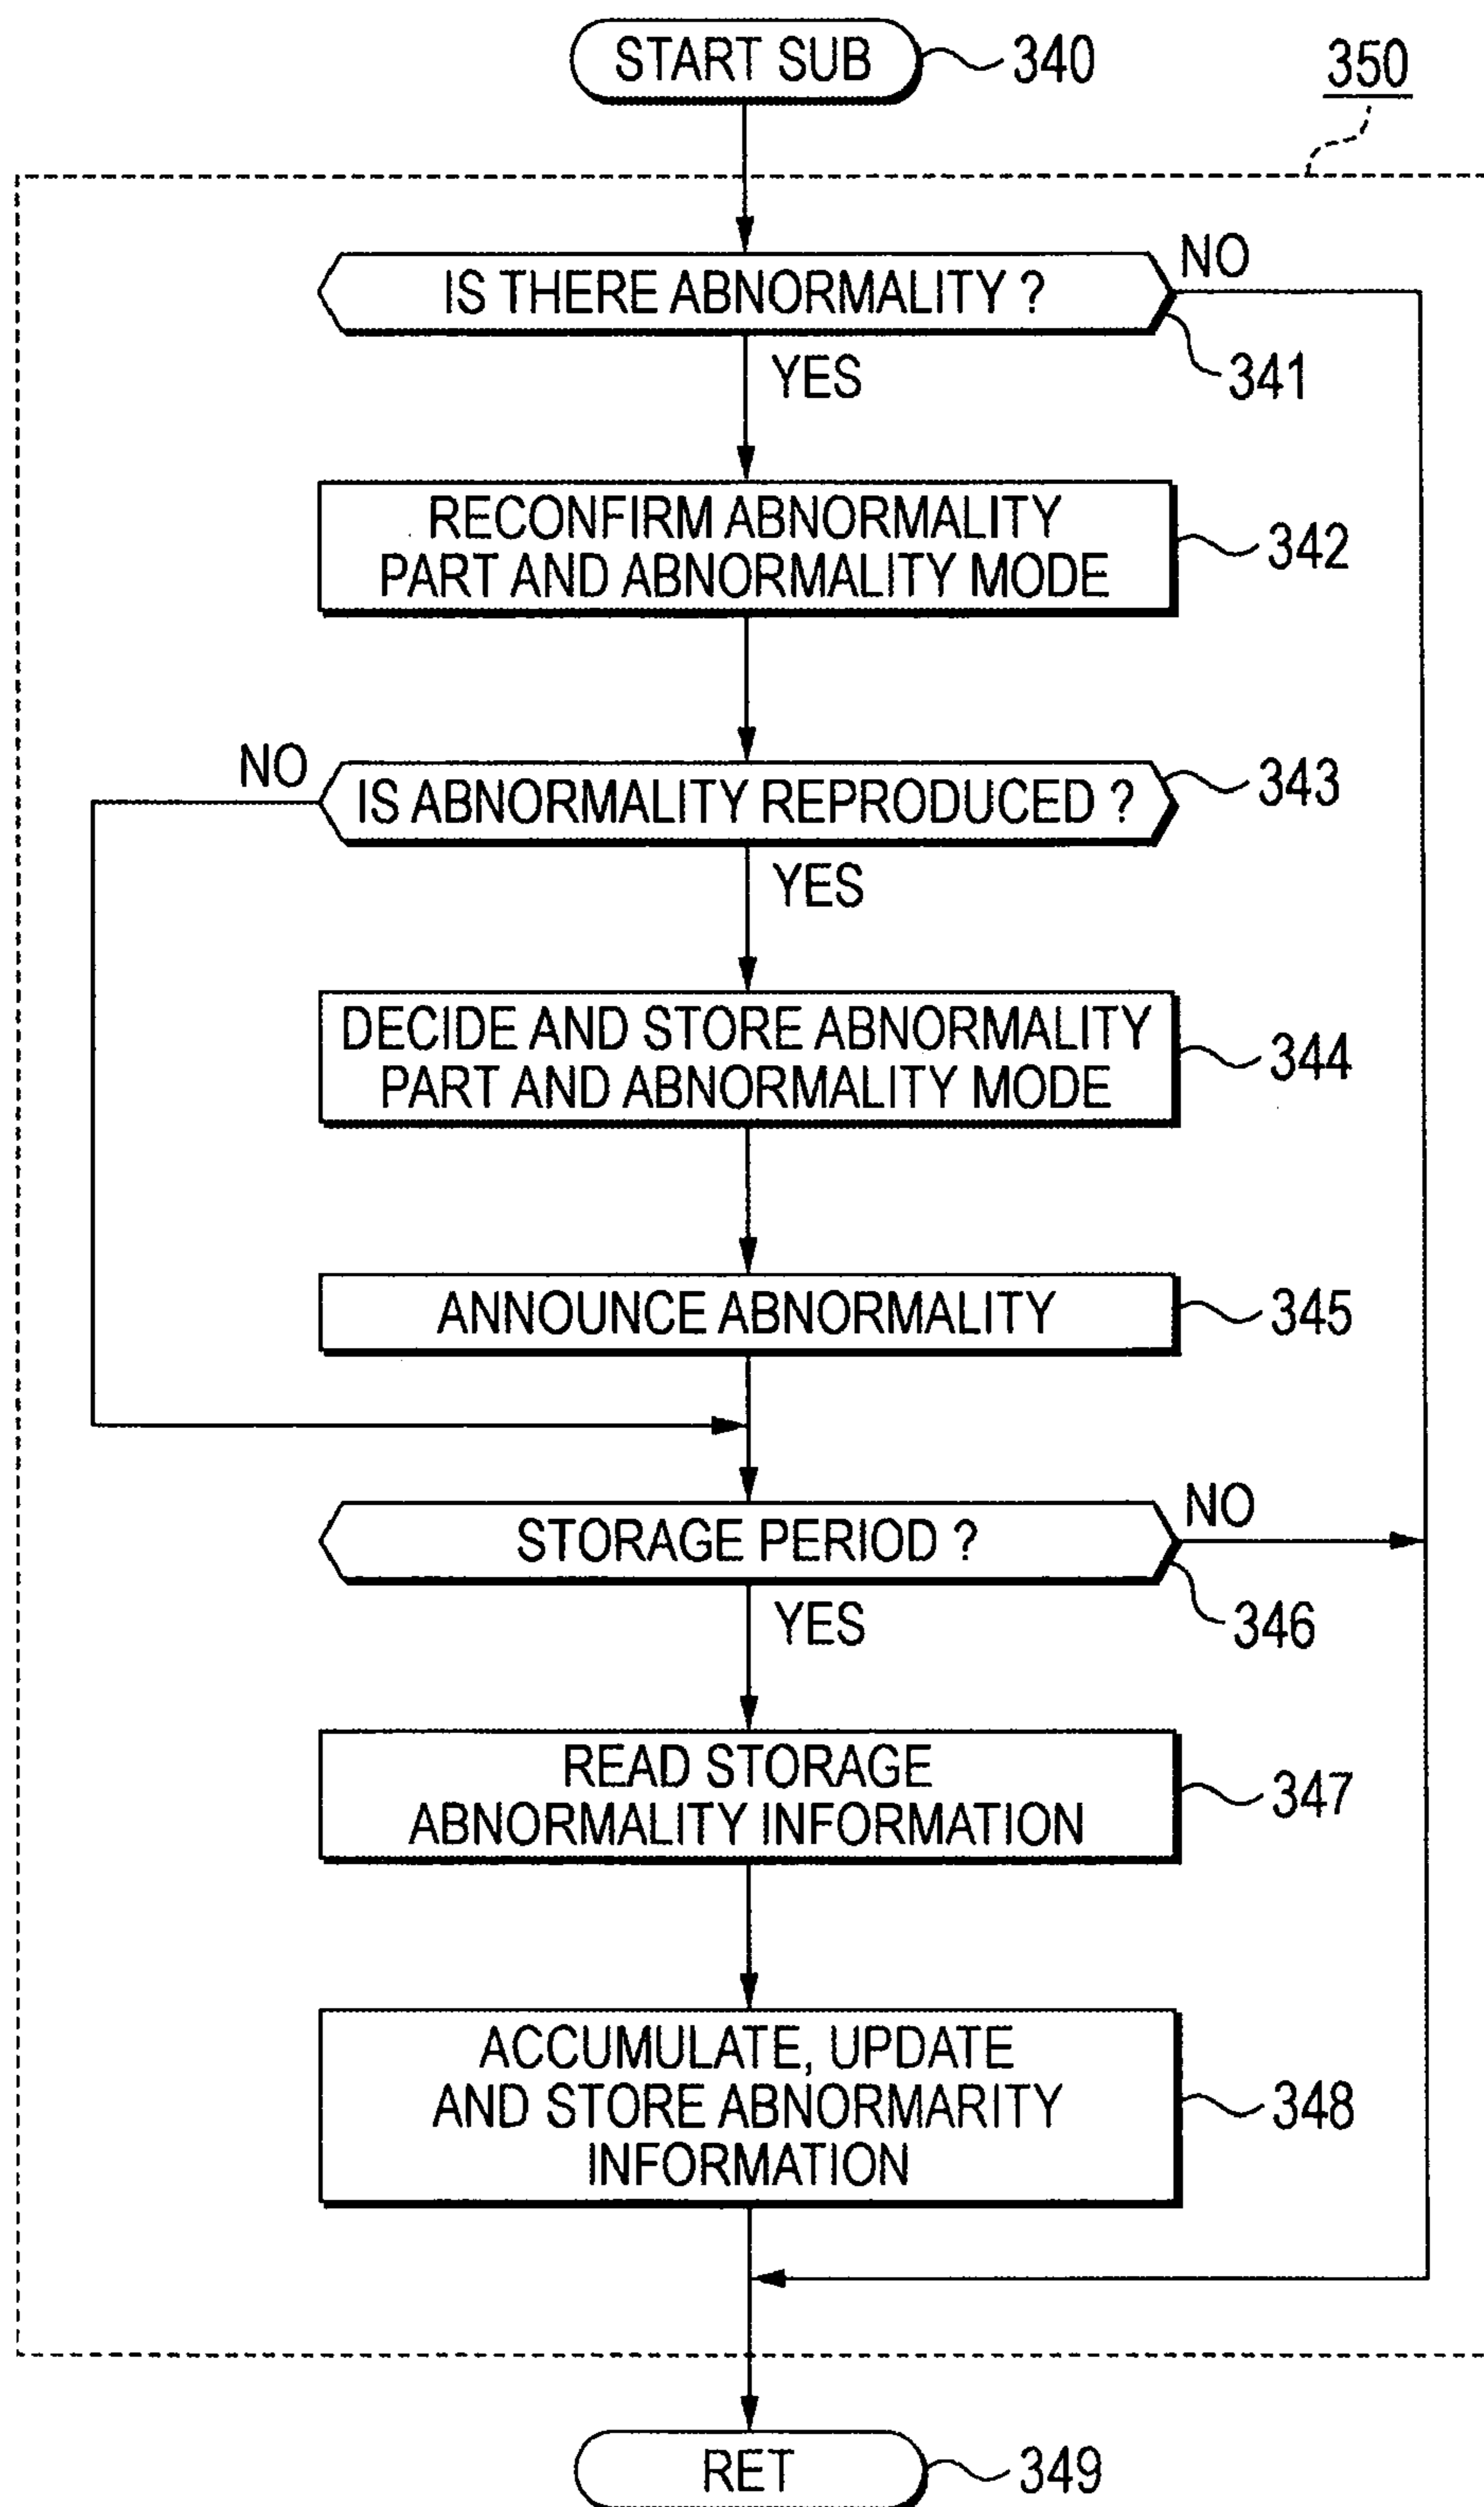 START SUB
340
350
IS THERE ABNORMALITY ?
NO
341
YES
RECONFIRM ABNORMALITY
PART AND ABNORMALITY MODE
342
NO
IS ABNORMALITY REPRODUCED ?
343
YES
DECIDE AND STORE ABNORMALITY
PART AND ABNORMALITY MODE
344
ANNOUNCE ABNORMALITY
345
STORAGE PERIOD ?
NO
346
YES
READ STORAGE
ABNORMALITY INFORMATION
347
ACCUMULATE, UPDATE
AND STORE ABNORMARITY
INFORMATION
348
RET
349